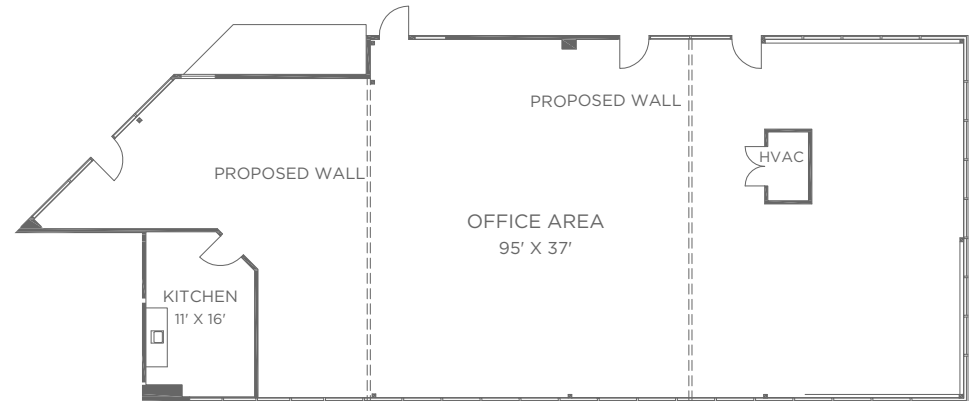 PROPOSED WALL
HVAC
PROPOSED WALL
OFFICE AREA
95' X 37'
KITCHEN
11' X 16'